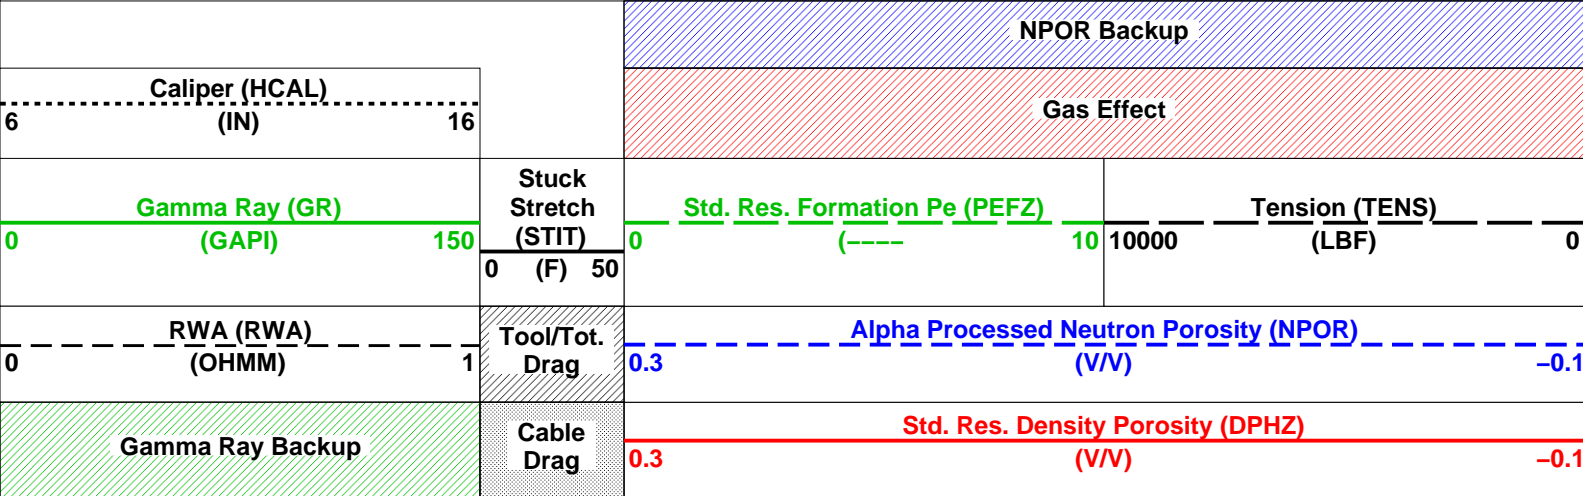 NPOR Backup
Caliper (HCAL)
6 (IN) 16
Gas Effect
Stuck
Stretch
(STIT)
0 (F) 50
Gamma Ray (GR)
0 (GAPI) 150
Std. Res. Formation Pe (PEFZ)
0 (---- 10
Tension (TENS)
10000 (LBF) 0
RWA (RWA)
0 (OHMM) 1
Tool/Tot.
Drag
Alpha Processed Neutron Porosity (NPOR)
0.3 (V/V) −0.1
Gamma Ray Backup
Cable
Drag
Std. Res. Density Porosity (DPHZ)
0.3 (V/V) −0.1